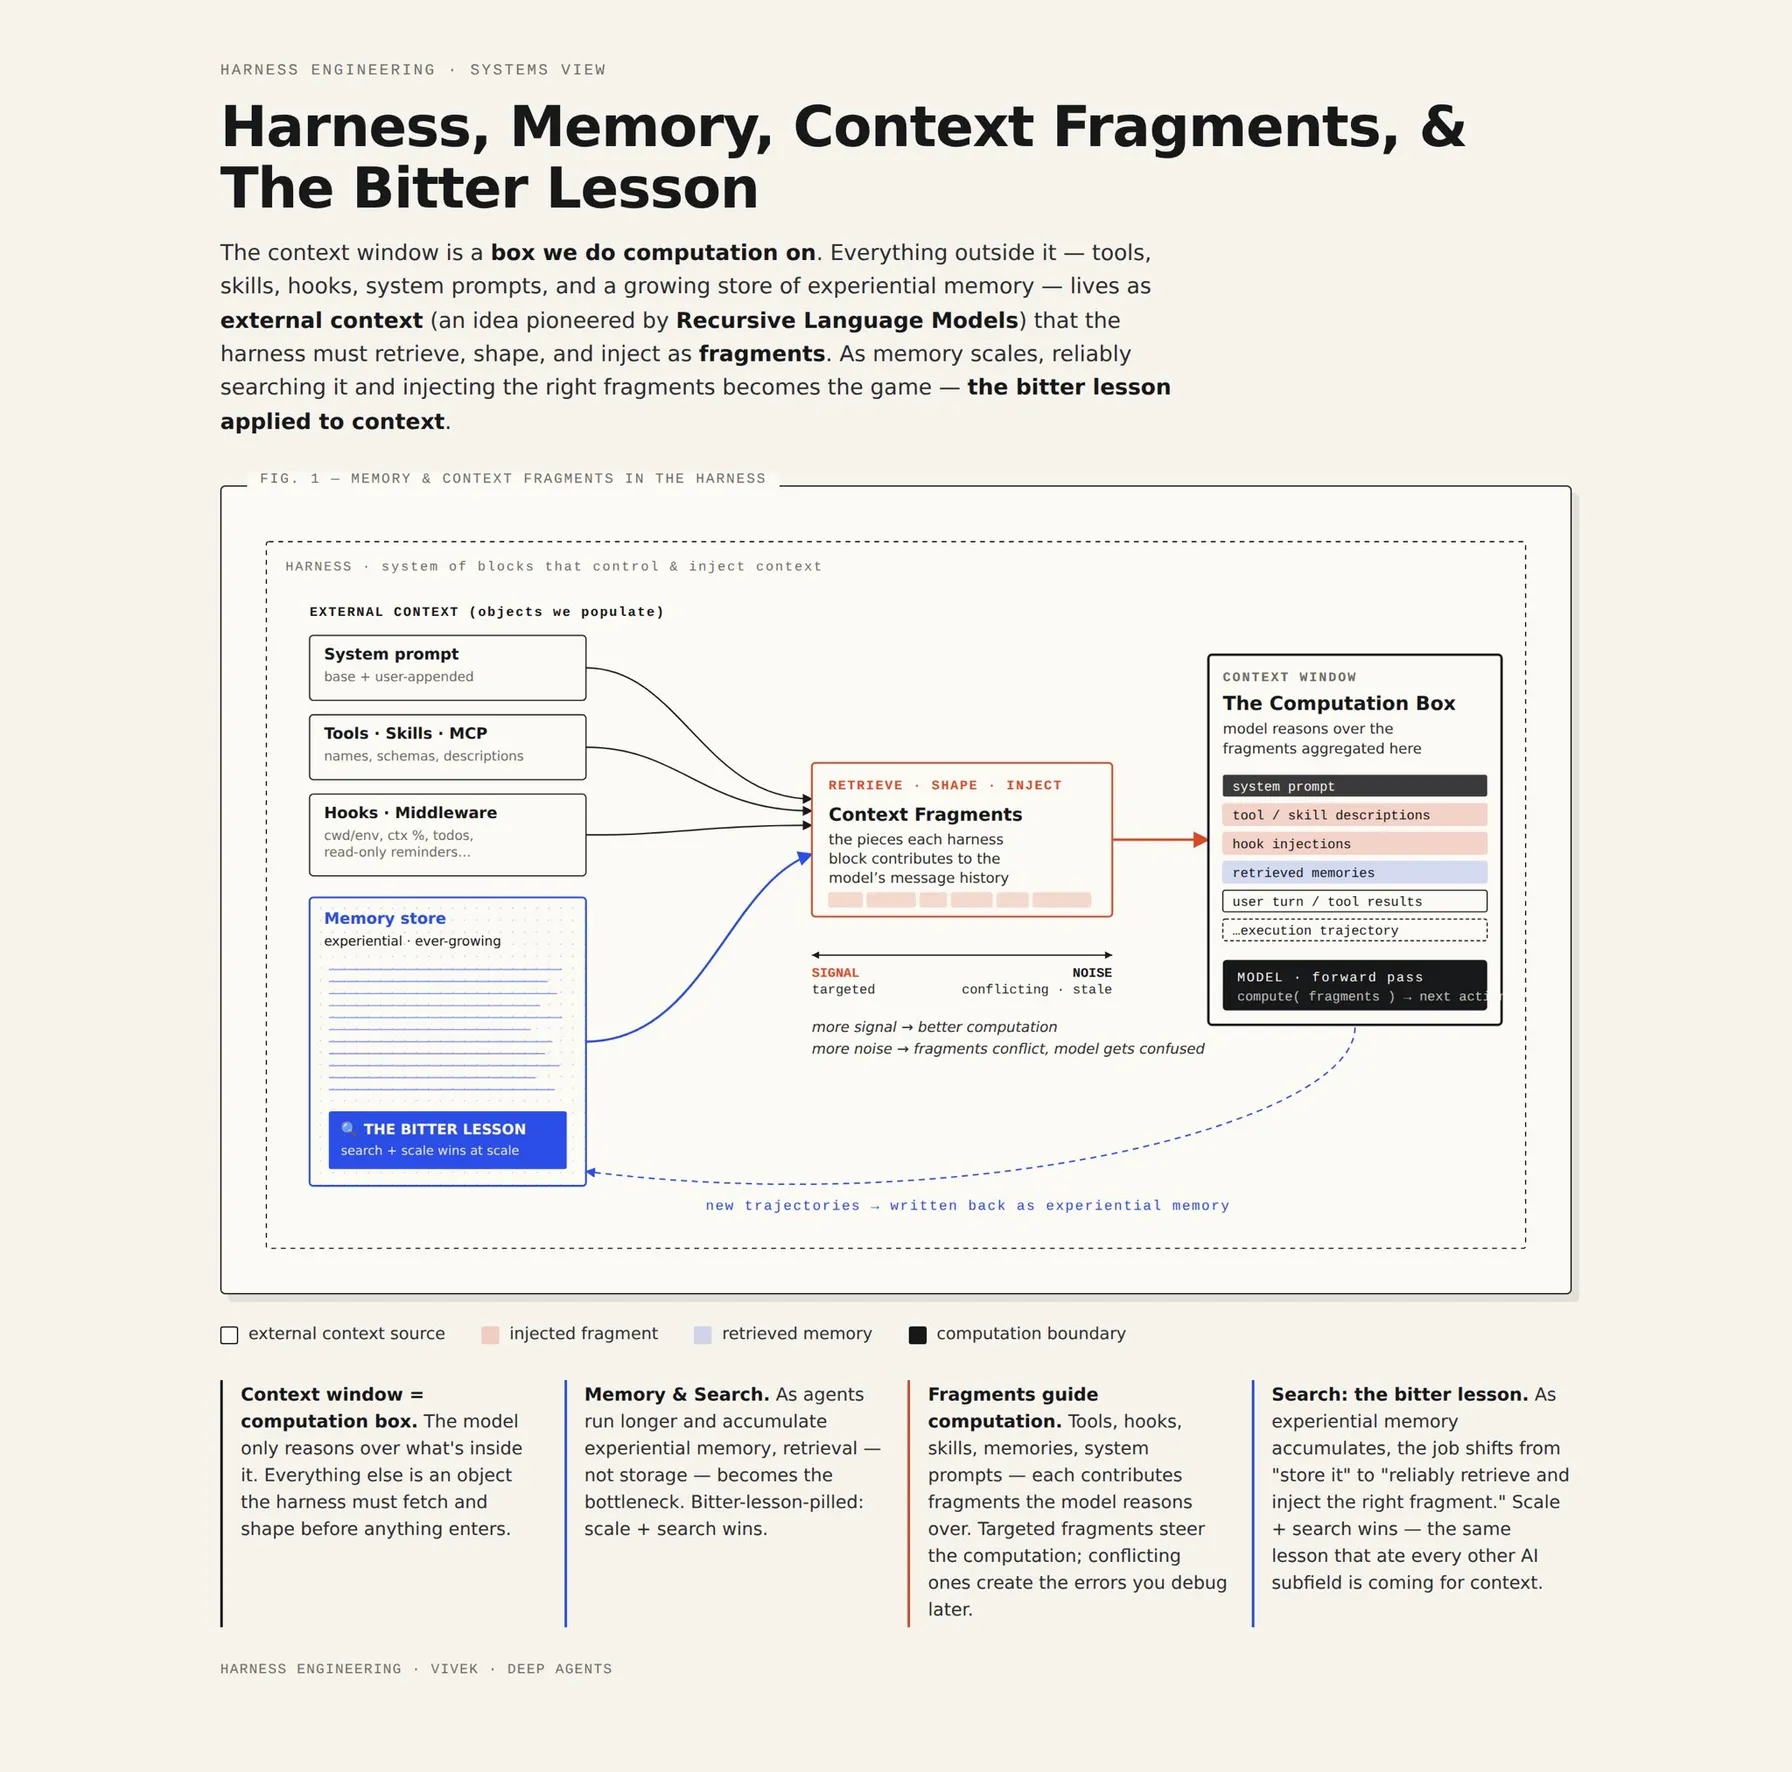 HARNESS ENGINEERING · SYSTEMS VIEW
Harness, Memory, Context Fragments, &
The Bitter Lesson
The context window is a box we do computation on. Everything outside it — tools,
skills, hooks, system prompts, and a growing store of experiential memory — lives as
external context (an idea pioneered by Recursive Language Models) that the
harness must retrieve, shape, and inject as fragments. As memory scales, reliably
searching it and injecting the right fragments becomes the game — the bitter lesson
applied to context.
FIG. 1 — MEMORY & CONTEXT FRAGMENTS IN THE HARNESS
HARNESS · system of blocks that control & inject context
EXTERNAL CONTEXT (objects we populate)
System prompt
base + user-appended
Tools · Skills · MCP
names, schemas, descriptions
Hooks · Middleware
cwd/env, ctx %, todos,
read-only reminders…
Memory store
experiential · ever-growing
🔍 THE BITTER LESSON
search + scale wins at scale
RETRIEVE · SHAPE · INJECT
Context Fragments
the pieces each harness
block contributes to the
model’s message history
SIGNAL
targeted
NOISE
conflicting · stale
more signal → better computation
more noise → fragments conflict, model gets confused
CONTEXT WINDOW
The Computation Box
model reasons over the
fragments aggregated here
system prompt
tool / skill descriptions
hook injections
retrieved memories
user turn / tool results
…execution trajectory
MODEL · forward pass
compute( fragments ) → next
new trajectories → written back as experiential memory
external context source
injected fragment
retrieved memory
computation boundary
Context window =
computation box. The model
only reasons over what's inside
it. Everything else is an object
the harness must fetch and
shape before anything enters.
Memory & Search. As agents
run longer and accumulate
experiential memory, retrieval —
not storage — becomes the
bottleneck. Bitter-lesson-pilled:
scale + search wins.
Fragments guide
computation. Tools, hooks,
skills, memories, system
prompts — each contributes
fragments the model reasons
over. Targeted fragments steer
the computation; conflicting
ones create the errors you debug
later.
Search: the bitter lesson. As
experiential memory
accumulates, the job shifts from
"store it" to "reliably retrieve and
inject the right fragment." Scale
+ search wins — the same
lesson that ate every other AI
subfield is coming for context.
HARNESS ENGINEERING · VIVEK · DEEP AGENTS